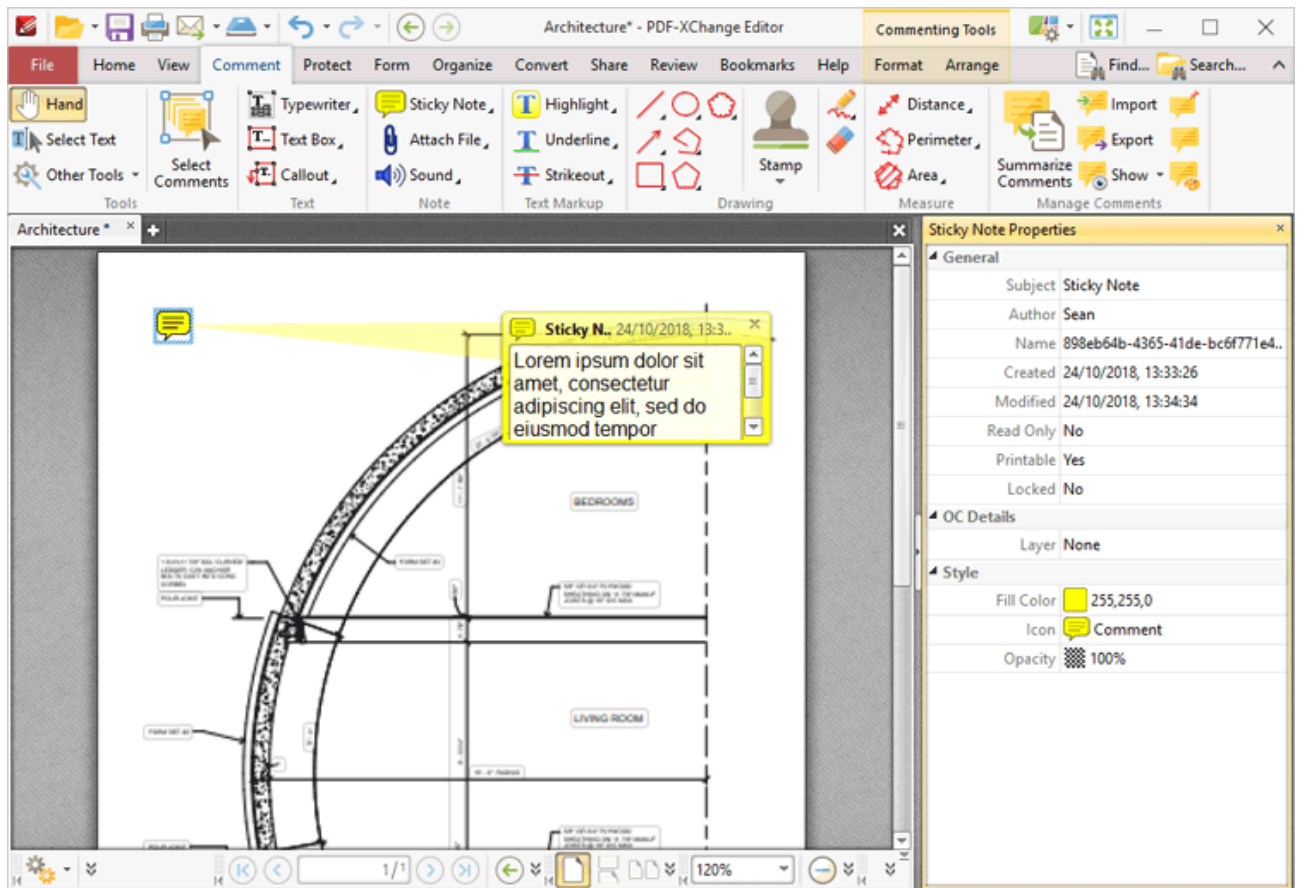 Architecture* - PDF-XChange Editor
Commenting Tools
File Home View Comment Protect Form Organize Convert Share Review Bookmarks Help Format Arrange Find... Search...
Hand Typewriter Sticky Note Highlight Distance Import
Select Text Text Box Attach File Underline Perimeter Export
Select Comments Stamp Summarize Comments
Other Tools Callout Sound Strikeout Area Show
Tools Text Note Text Markup Drawing Measure Manage Comments
Architecture *
Sticky Note Properties
General
Subject Sticky Note
Author Sean
Name 898eb64b-4365-41de-bc6f771e4..
Created 24/10/2018, 13:33:26
Modified 24/10/2018, 13:34:34
Read Only No
Printable Yes
Locked No
OC Details
Layer None
Style
Fill Color 255,255,0
Icon Comment
Opacity 100%
Sticky N.. 24/10/2018, 13:3..
Lorem ipsum dolor sit
amet, consectetur
adipiscing elit, sed do
eiusmod tempor
BEDROOMS
LIVING ROOM
1/1
120%